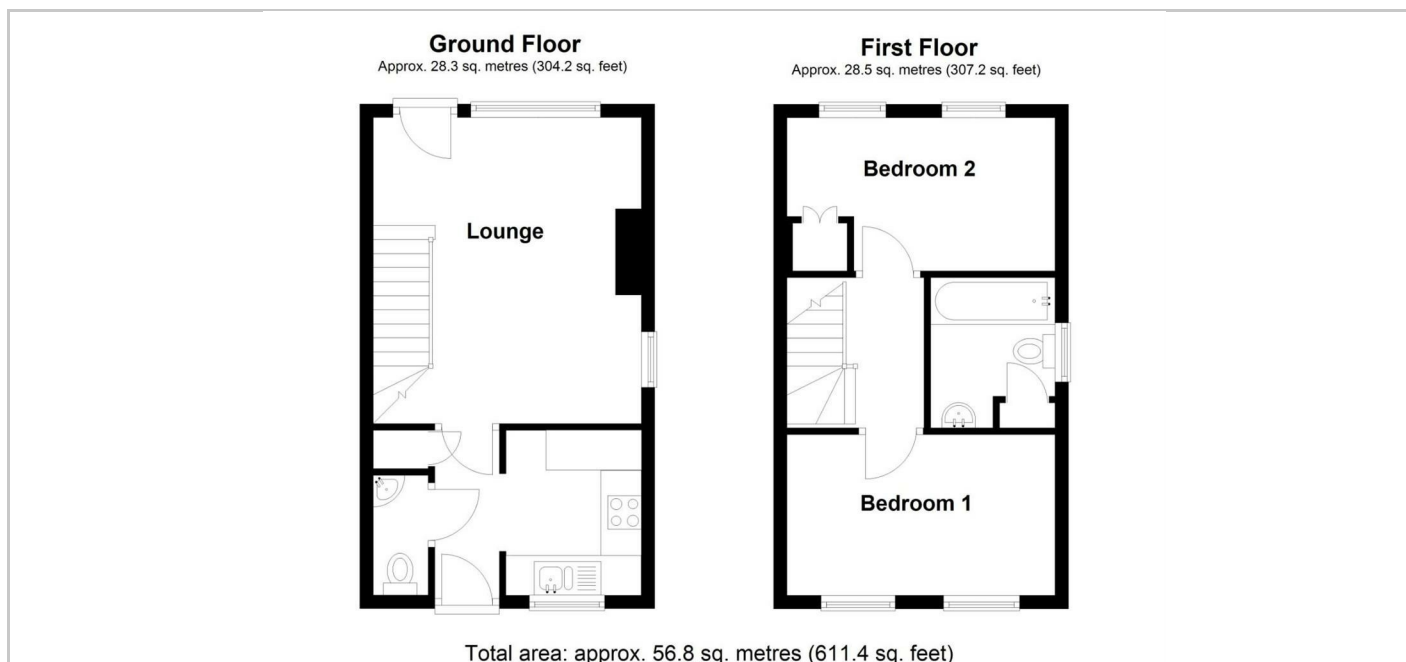 Ground Floor
Approx. 28.3 sq. metres (304.2 sq. feet)
Lounge
First Floor
Approx. 28.5 sq. metres (307.2 sq. feet)
Bedroom 2
Bedroom 1
Total area: approx. 56.8 sq. metres (611.4 sq. feet)